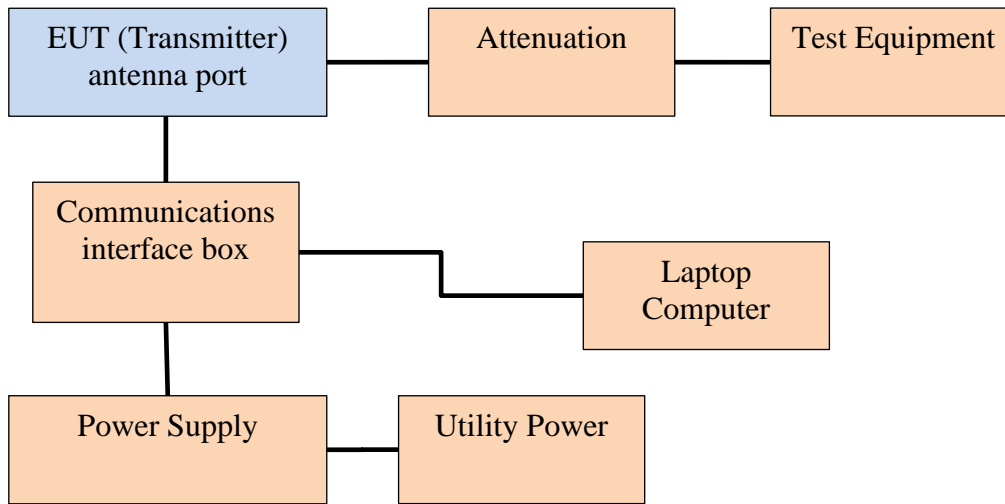 EUT (Transmitter)
antenna port
Attenuation
Test Equipment
Communications
interface box
Laptop
Computer
Power Supply
Utility Power